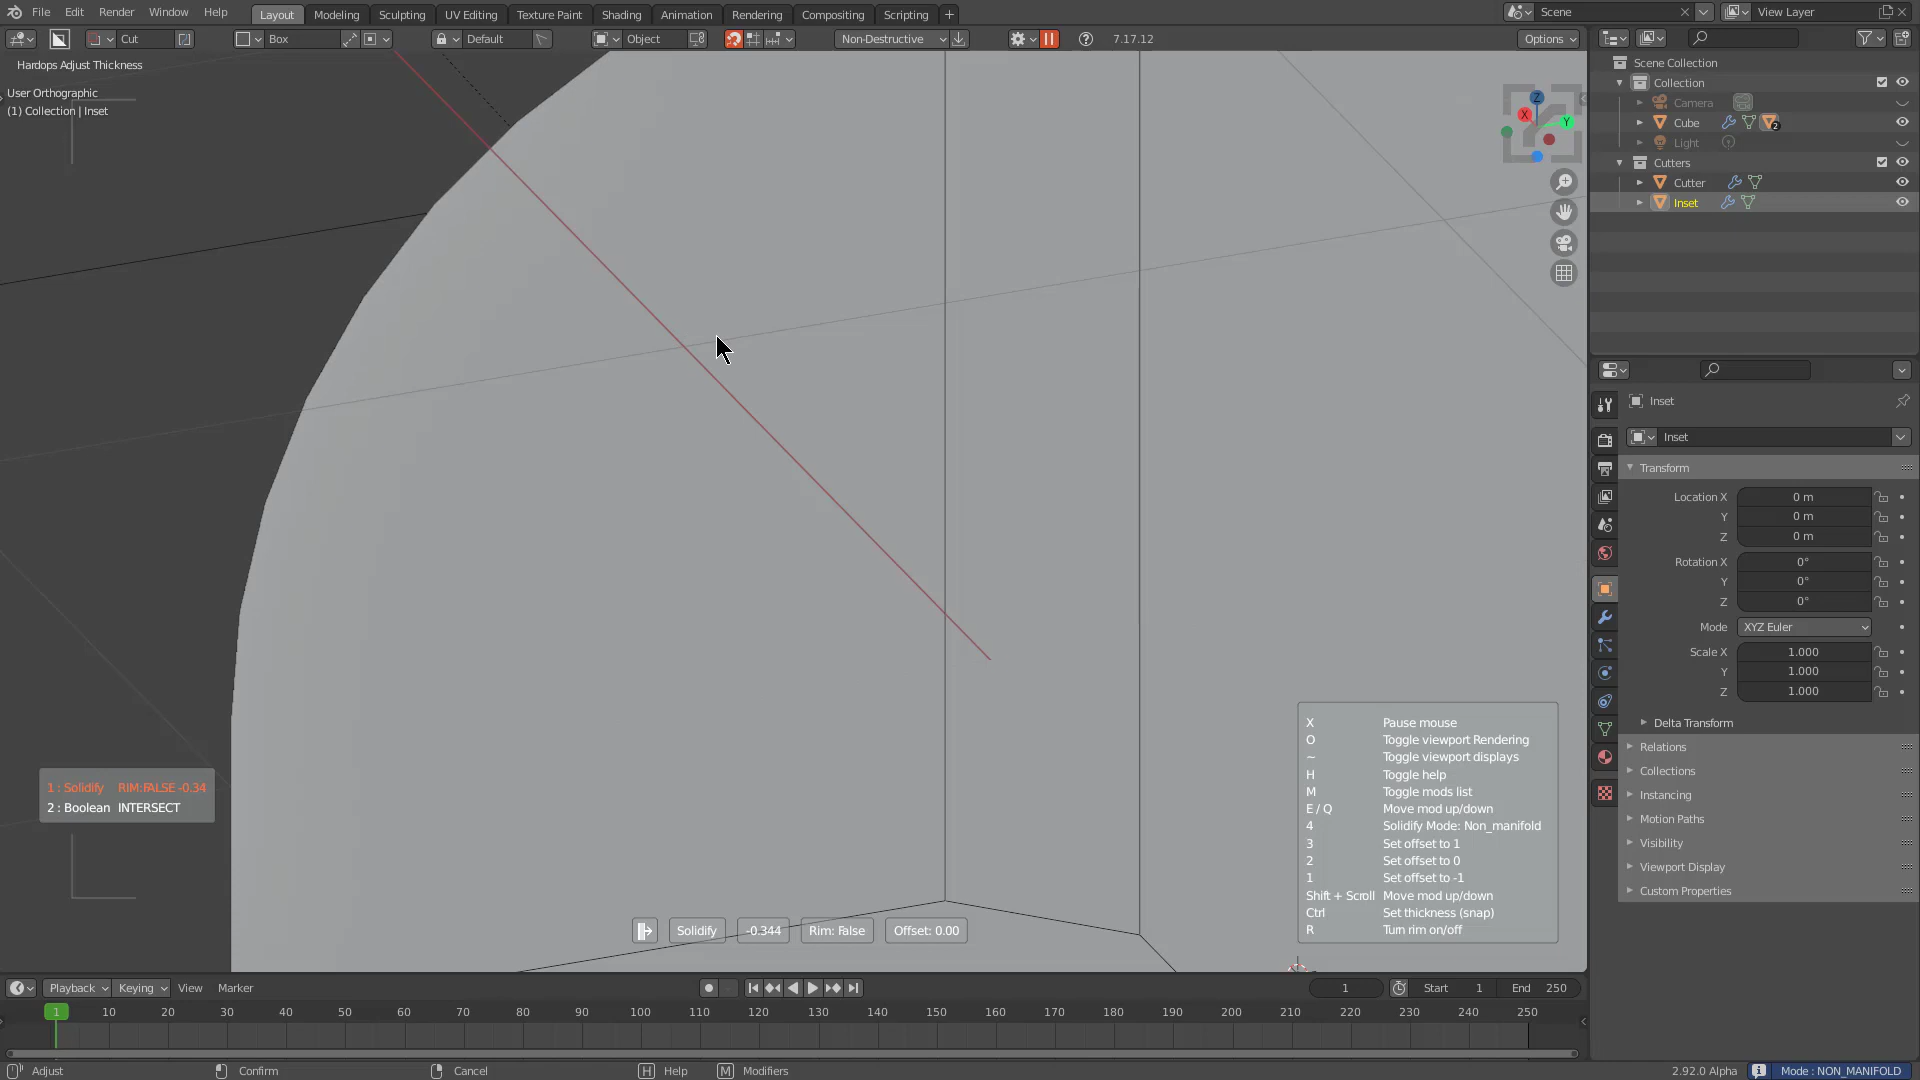 File Edit Render Window Help
Layout Modeling Sculpting UV Editing Texture Paint Shading Animation Rendering Compositing Scripting +
Scene
View Layer
Cut Box Default Object Non-Destructive 7.17.12 Options
Hardops Adjust Thickness
User Orthographic
(1) Collection | Inset
Z
X
Y
Scene Collection
Collection
Camera
Cube 2
Light
Cutters
Cutter
Inset
Inset
Inset
Transform
Location X 0 m
Y 0 m
Z 0 m
Rotation X 0°
Y 0°
Z 0°
Mode XYZ Euler
Scale X 1.000
Y 1.000
Z 1.000
Delta Transform
Relations
Collections
Instancing
Motion Paths
Visibility
Viewport Display
Custom Properties
1 : Solidify RIM:FALSE -0.34
2 : Boolean INTERSECT
X Pause mouse
O Toggle viewport Rendering
~ Toggle viewport displays
H Toggle help
M Toggle mods list
E / Q Move mod up/down
4 Solidify Mode: Non_manifold
3 Set offset to 1
2 Set offset to 0
1 Set offset to -1
Shift + Scroll Move mod up/down
Ctrl Set thickness (snap)
R Turn rim on/off
Solidify -0.344 Rim: False Offset: 0.00
Playback Keying View Marker
1 Start 1 End 250
1 10 20 30 40 50 60 70 80 90 100 110 120 130 140 150 160 170 180 190 200 210 220 230 240 250
Adjust Confirm Cancel H Help M Modifiers
2.92.0 Alpha Mode : NON_MANIFOLD